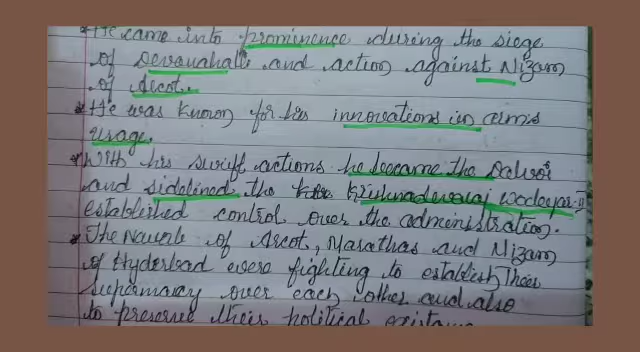 * He came into prominence during the siege
of Devanahalli and action against Nizam
of Arcot.
* He was known for his innovations in arms
usage.
* With his swift actions he became the Dalwoi
and sidelined the Krishnadevaraj wodeyar-II
established control over the administration.
* The Nawab of Arcot, Marathas and Nizam
of Hyderbad were fighting to establish their
supermacy over each other and also
to preserve their political